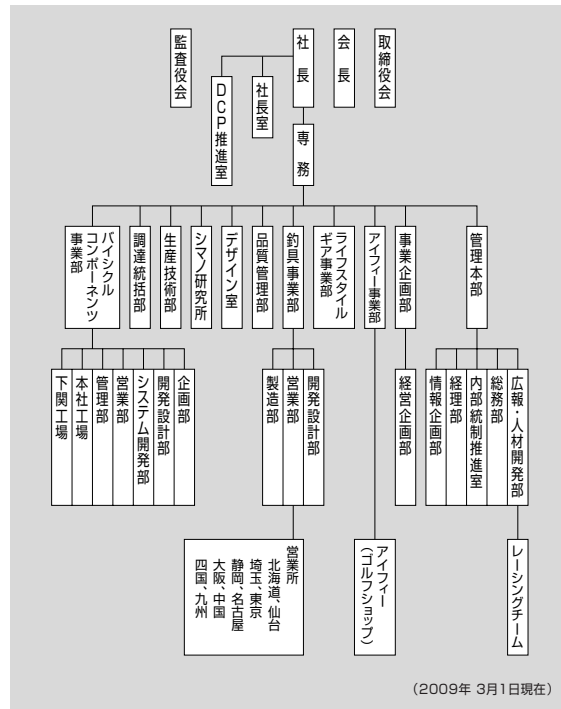 取締役会
会長
社長
監査役会
社長室
DCP推進室
専務
管理本部
事業企画部
アイフィー事業部
ライフスタイル
ギア事業部
釣具事業部
品質管理部
デザイン室
シマノ研究所
生産技術部
調達統括部
バイシクル
コンポーネンツ
事業部
広報・人材開発部
総務部
内部統制推進室
経理部
情報企画部
経営企画部
開発設計部
営業部
製造部
企画部
開発設計部
システム開発部
営業部
管理部
本社工場
下関工場
レーシングチーム
アイフィー
(ゴルフショップ)
営業所
北海道、仙台
埼玉、東京
静岡、名古屋
大阪、中国
四国、九州
(2009年 3月1日現在)